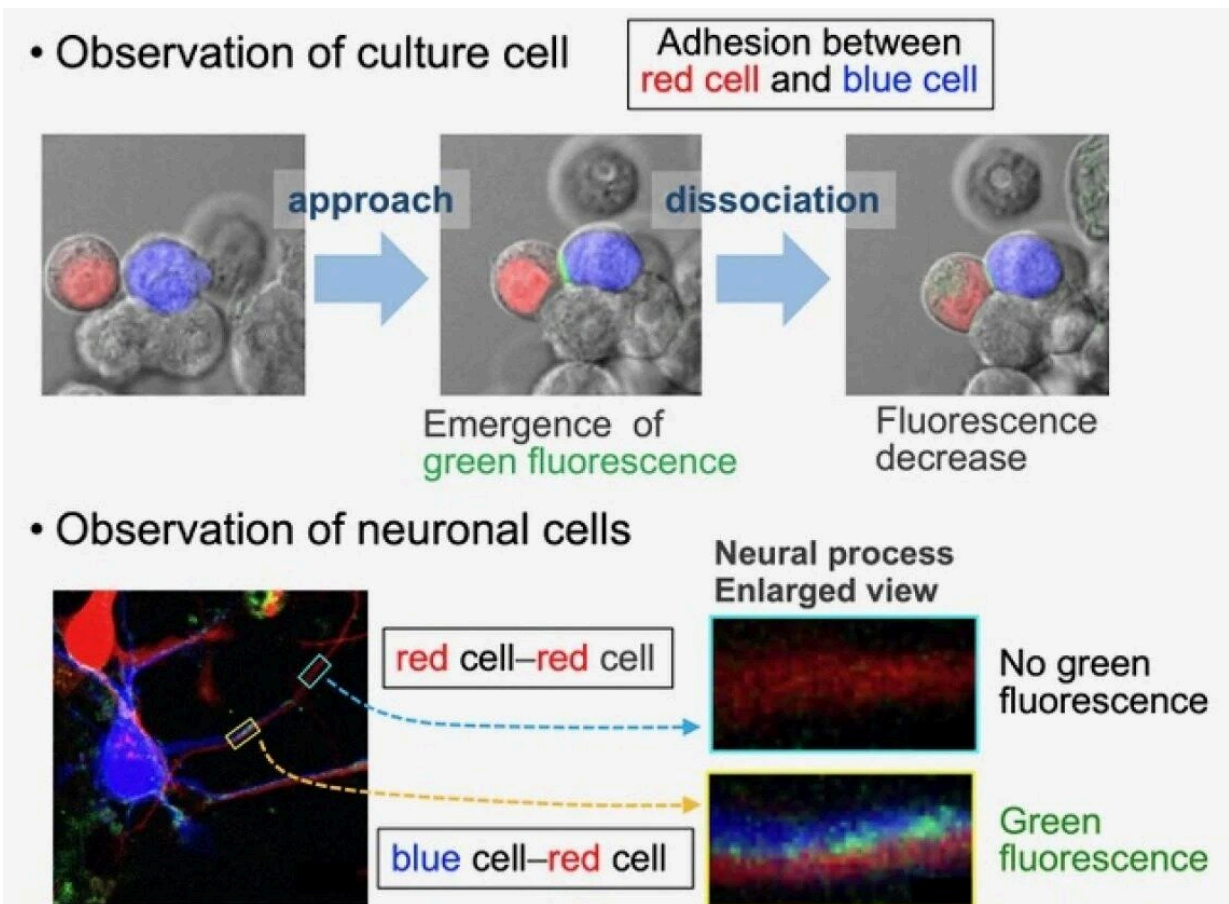 • Observation of culture cell
Adhesion between
red cell and blue cell
approach
dissociation
Emergence of
green fluorescence
Fluorescence
decrease
• Observation of neuronal cells
Neural process
Enlarged view
red cell–red cell
No green
fluorescence
blue cell–red cell
Green
fluorescence